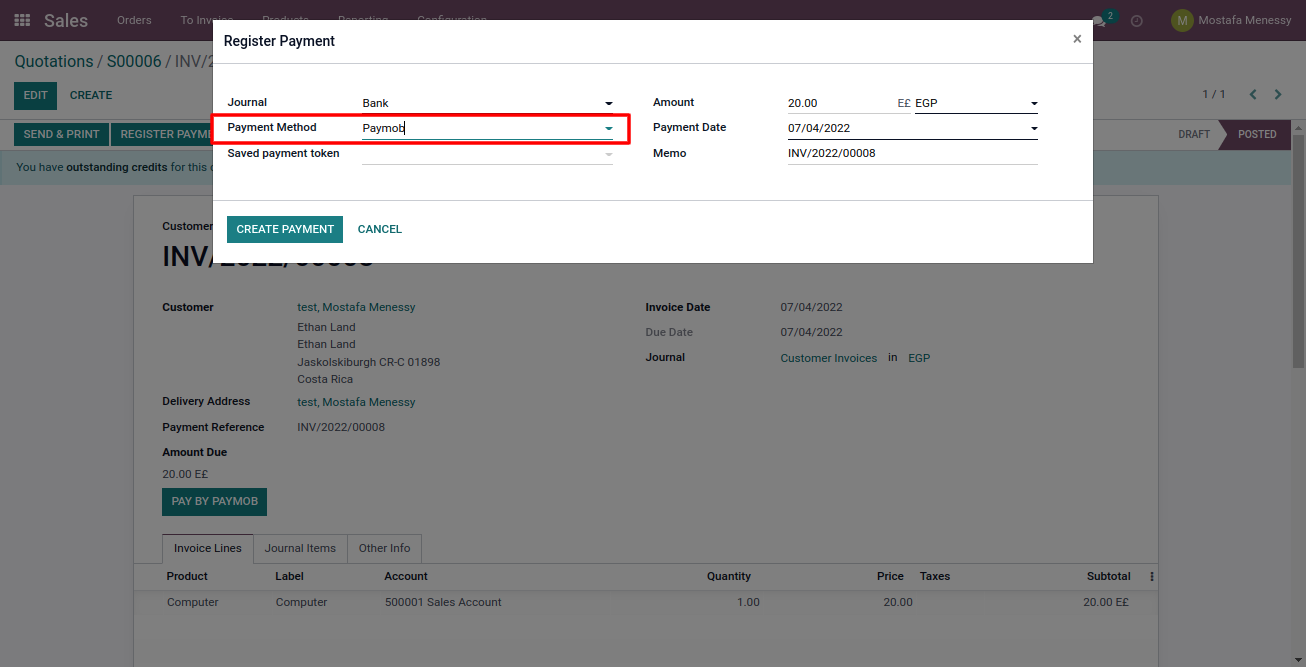 Sales Orders To Invoice Products Reporting Configuration 2 M Mostafa Menessy
Register Payment ×
Quotations / S00006 / INV/2
EDIT CREATE 1 / 1
Journal Bank Amount 20.00 E£ EGP
Payment Method Paymob Payment Date 07/04/2022
Saved payment token Memo INV/2022/00008
SEND & PRINT REGISTER PAYM DRAFT POSTED
You have outstanding credits for this c
CREATE PAYMENT CANCEL
Customer
INV/2022/00008
Customer test, Mostafa Menessy Invoice Date 07/04/2022
Ethan Land Due Date 07/04/2022
Ethan Land Journal Customer Invoices in EGP
Jaskolskiburgh CR-C 01898
Costa Rica
Delivery Address test, Mostafa Menessy
Payment Reference INV/2022/00008
Amount Due
20.00 E£
PAY BY PAYMOB
Invoice Lines Journal Items Other Info
Product Label Account Quantity Price Taxes Subtotal
Computer Computer 500001 Sales Account 1.00 20.00 20.00 E£